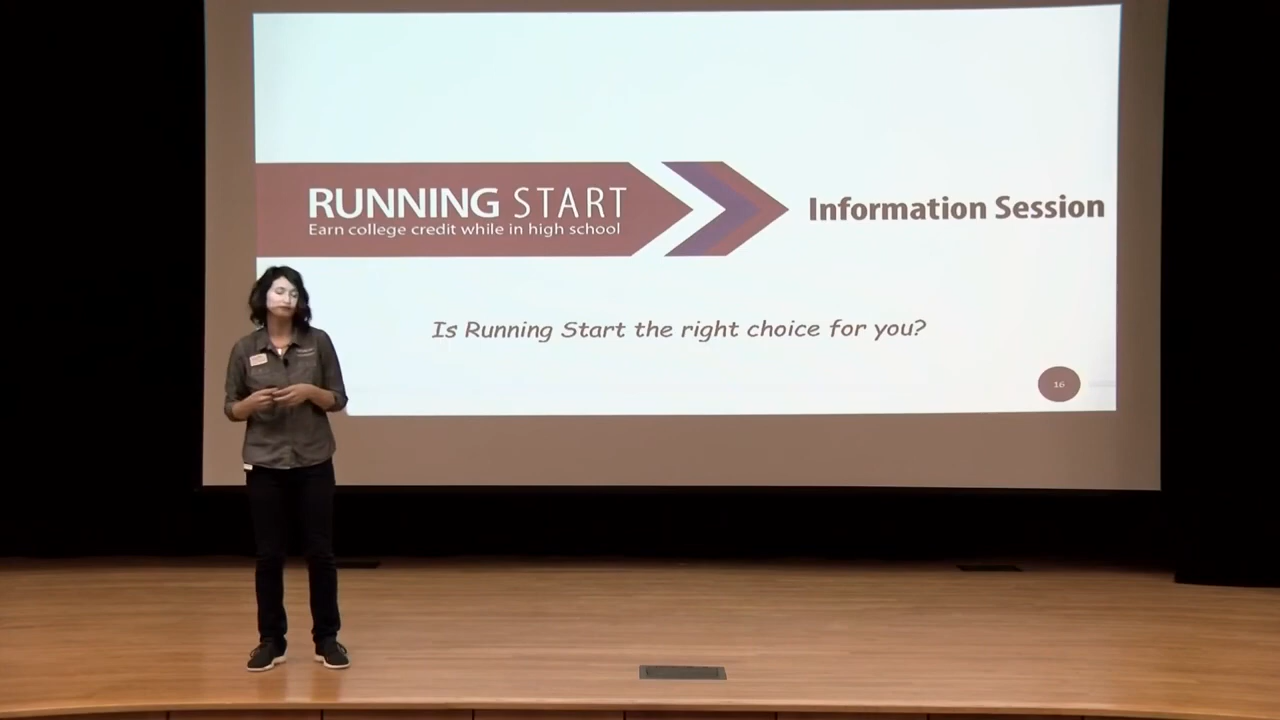 RUNNING START
Earn college credit while in high school
Information Session
Is Running Start the right choice for you?
16